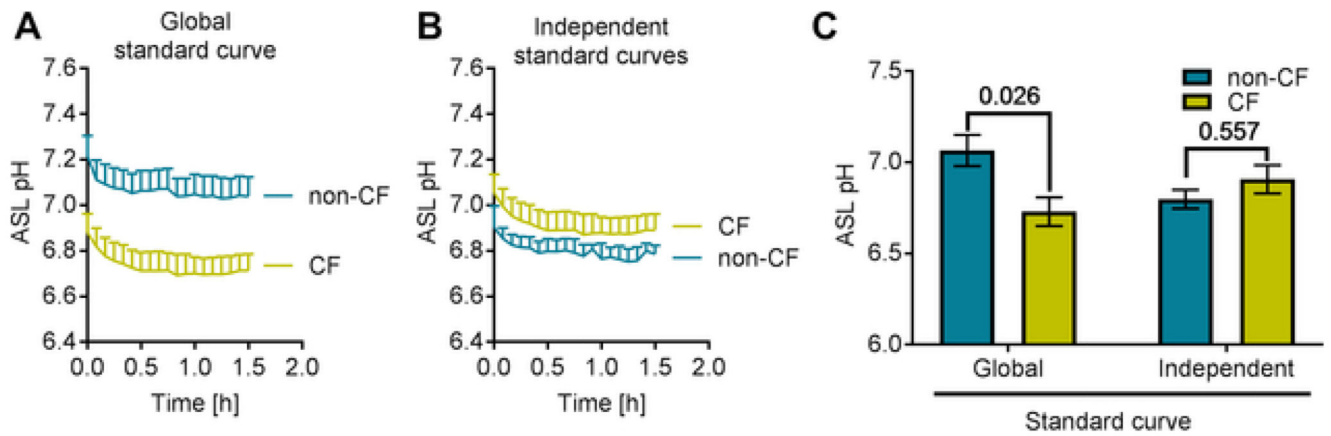 A
Global
standard curve
ASL pH
7.6
7.4
7.2
7.0
6.8
6.6
6.4
non-CF
CF
0.0 0.5 1.0 1.5 2.0
Time [h]
B
Independent
standard curves
ASL pH
7.6
7.4
7.2
7.0
6.8
6.6
6.4
CF
non-CF
0.0 0.5 1.0 1.5 2.0
Time [h]
C
non-CF
CF
ASL pH
7.5
7.0
6.5
6.0
0.026
0.557
Global Independent
Standard curve